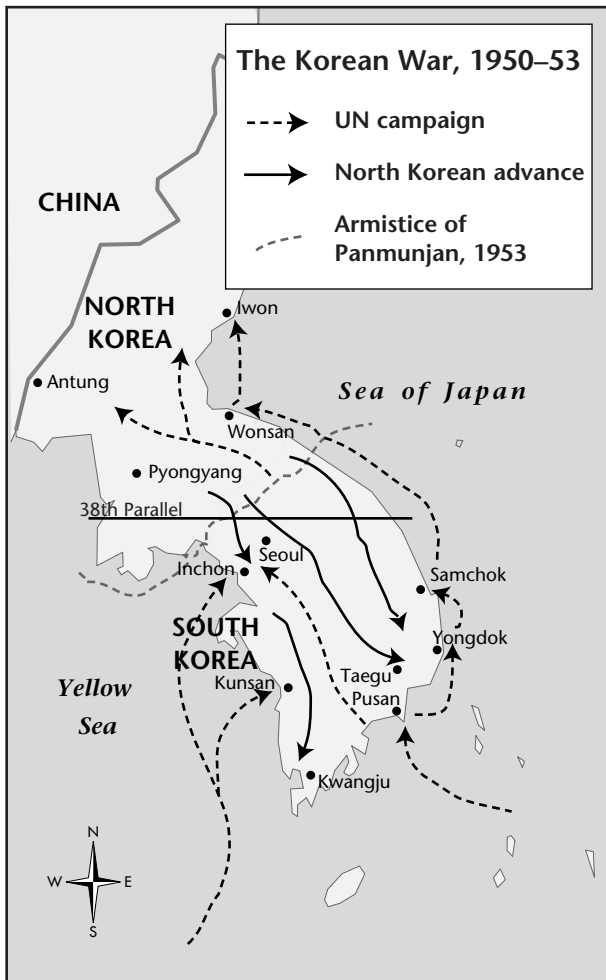 The Korean War, 1950–53
UN campaign
North Korean advance
Armistice of
Panmunjan, 1953
CHINA
NORTH
KOREA
Iwon
Antung
Sea of Japan
Wonsan
Pyongyang
38th Parallel
Seoul
Inchon
Samchok
SOUTH
KOREA
Yongdok
Taegu
Kunsan
Pusan
Yellow
Sea
Kwangju
N
W
E
S